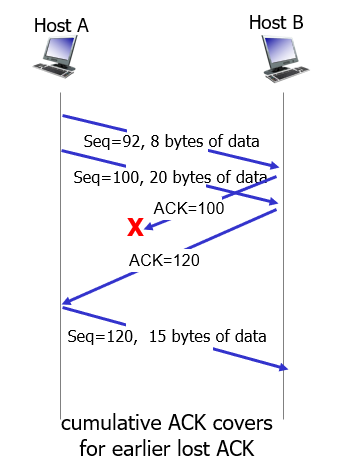 Host A
Host B
Seq=92, 8 bytes of data
Seq=100, 20 bytes of data
ACK=100
X
ACK=120
Seq=120, 15 bytes of data
cumulative ACK covers
for earlier lost ACK